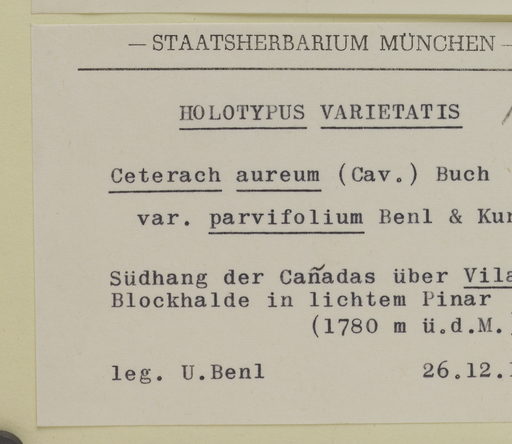 — STAATSHERBARIUM MÜNCHEN —
HOLOTYPUS VARIETATIS
Ceterach aureum (Cav.) Buch
var. parvifolium Benl & Kun
Südhang der Cañadas über Vila
Blockhalde in lichtem Pinar
(1780 m ü.d.M.)
leg. U.Benl 26.12.